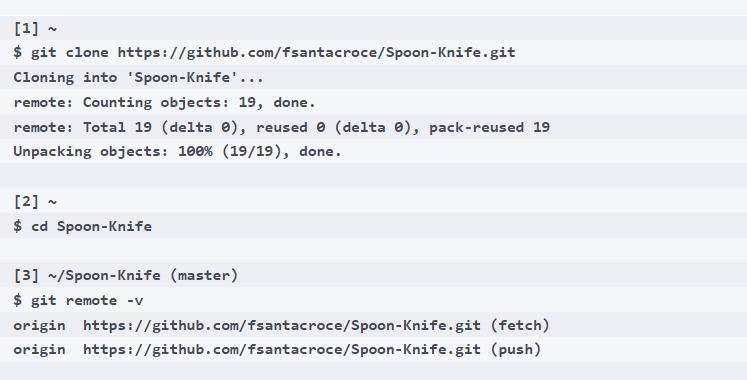 [1] ~
$ git clone https://github.com/fsantacroce/Spoon-Knife.git
Cloning into 'Spoon-Knife'...
remote: Counting objects: 19, done.
remote: Total 19 (delta 0), reused 0 (delta 0), pack-reused 19
Unpacking objects: 100% (19/19), done.
[2] ~
$ cd Spoon-Knife
[3] ~/Spoon-Knife (master)
$ git remote -v
origin  https://github.com/fsantacroce/Spoon-Knife.git (fetch)
origin  https://github.com/fsantacroce/Spoon-Knife.git (push)